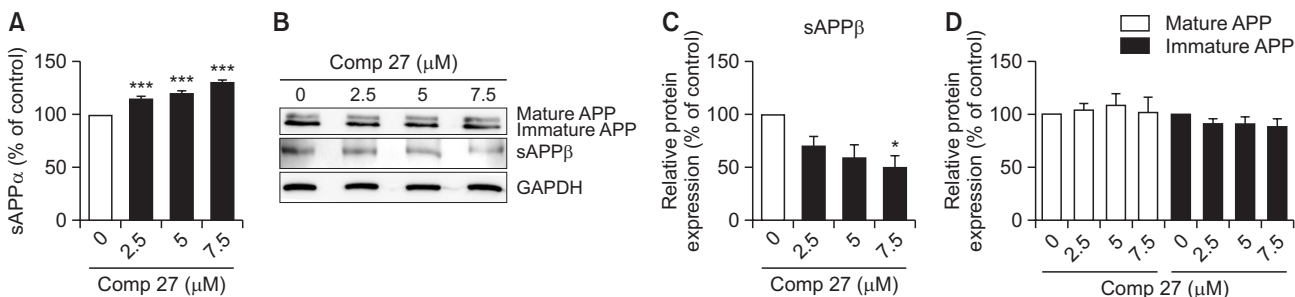 A
sAPPα (% of control)
150
100
50
0
***
***
***
0
2.5
5
7.5
Comp 27 (μM)
B
Comp 27 (μM)
0
2.5
5
7.5
Mature APP
Immature APP
sAPPβ
GAPDH
C
sAPPβ
Relative protein
expression (% of control)
150
100
50
0
*
0
2.5
5
7.5
Comp 27 (μM)
D
Mature APP
Immature APP
Relative protein
expression (% of control)
150
100
50
0
0
2.5
5
7.5
0
2.5
5
7.5
Comp 27 (μM)